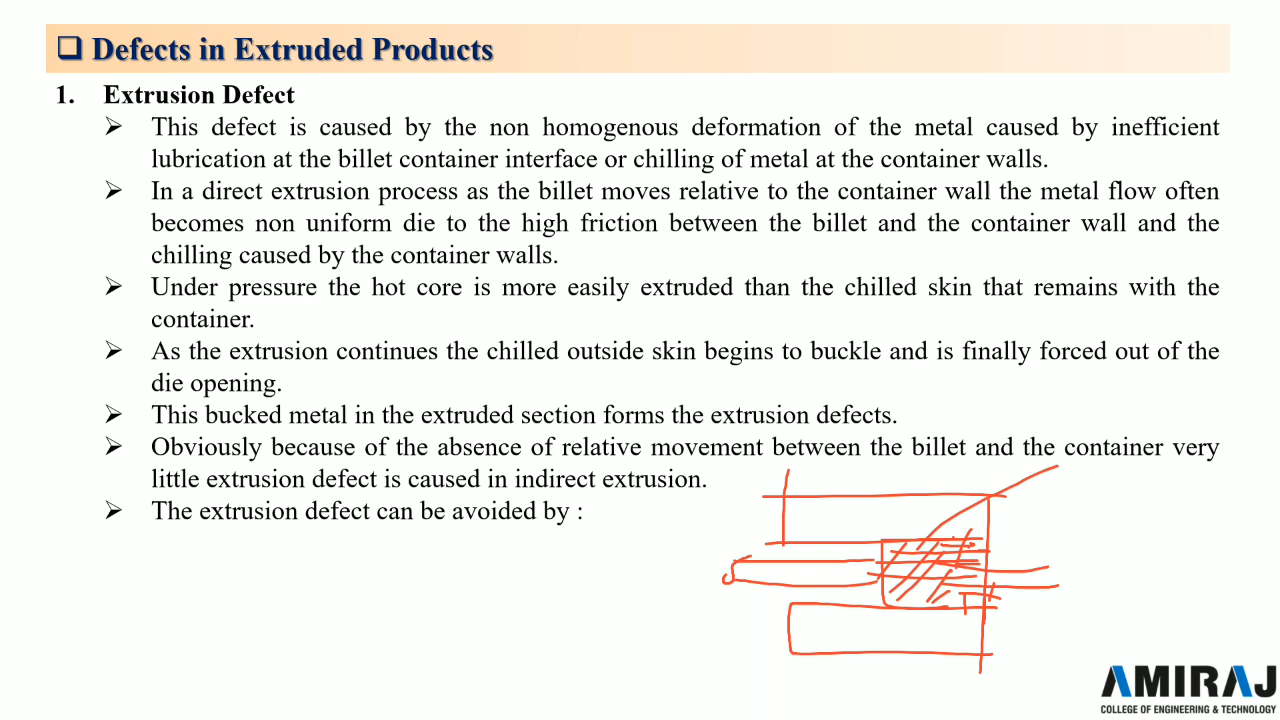 ❑ Defects in Extruded Products
1. Extrusion Defect
➢ This defect is caused by the non homogenous deformation of the metal caused by inefficient
lubrication at the billet container interface or chilling of metal at the container walls.
➢ In a direct extrusion process as the billet moves relative to the container wall the metal flow often
becomes non uniform die to the high friction between the billet and the container wall and the
chilling caused by the container walls.
➢ Under pressure the hot core is more easily extruded than the chilled skin that remains with the
container.
➢ As the extrusion continues the chilled outside skin begins to buckle and is finally forced out of the
die opening.
➢ This bucked metal in the extruded section forms the extrusion defects.
➢ Obviously because of the absence of relative movement between the billet and the container very
little extrusion defect is caused in indirect extrusion.
➢ The extrusion defect can be avoided by :
AMIRAJ
COLLEGE OF ENGINEERING & TECHNOLOGY